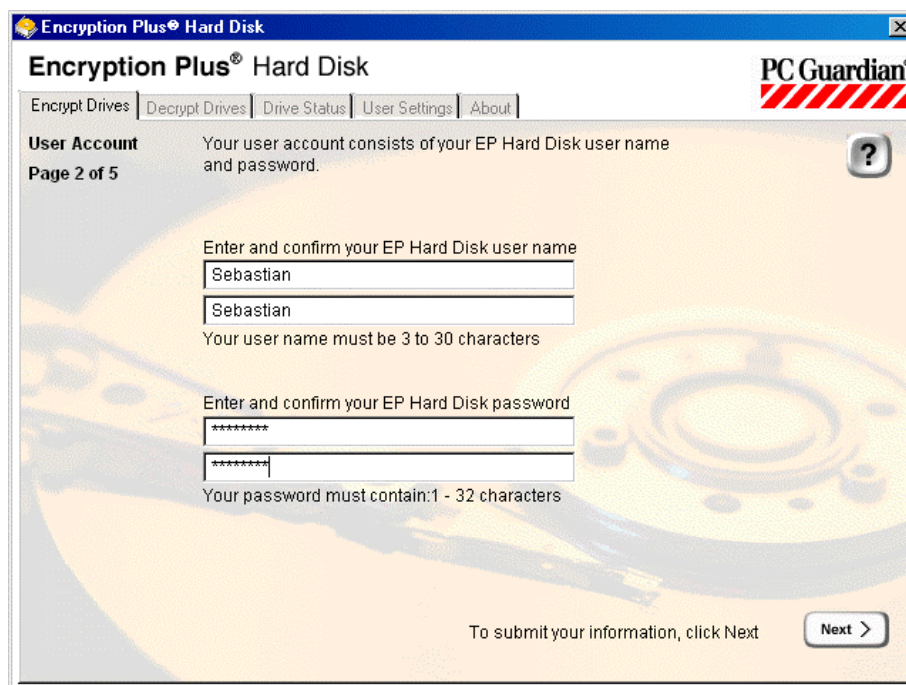 Encryption Plus® Hard Disk
Encryption Plus® Hard Disk
PC Guardian®
Encrypt Drives Decrypt Drives Drive Status User Settings About
User Account
Page 2 of 5
Your user account consists of your EP Hard Disk user name
and password.
?
Enter and confirm your EP Hard Disk user name
Sebastian
Sebastian
Your user name must be 3 to 30 characters
Enter and confirm your EP Hard Disk password
********
********
Your password must contain:1 - 32 characters
To submit your information, click Next
Next >